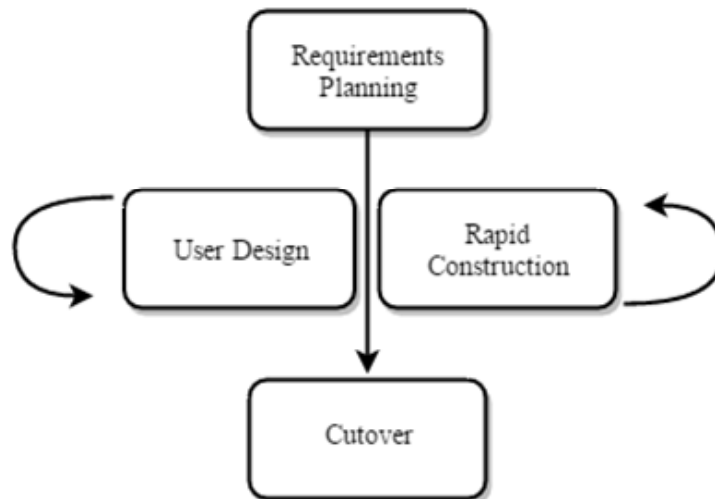 Requirements
Planning
User Design
Rapid
Construction
Cutover